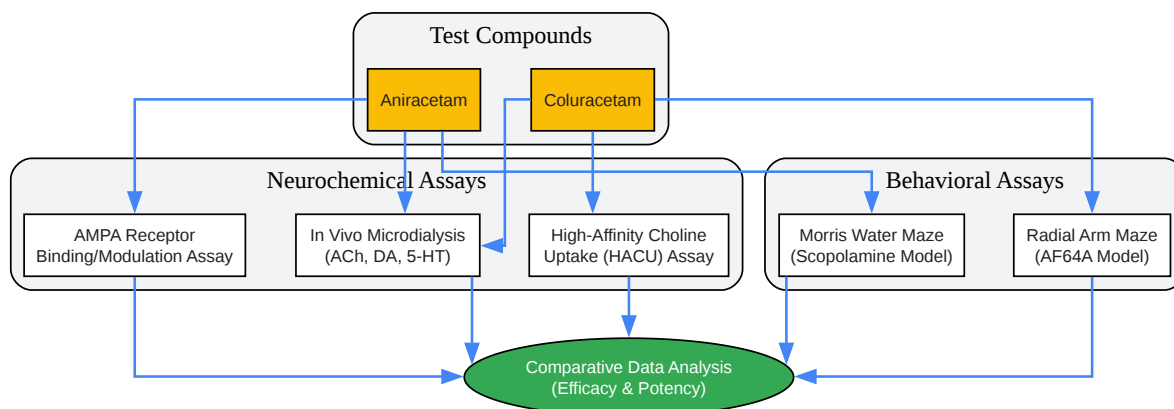 Test Compounds
Aniracetam
Coluracetam
Neurochemical Assays
Behavioral Assays
AMPA Receptor
Binding/Modulation Assay
In Vivo Microdialysis
(ACh, DA, 5-HT)
High-Affinity Choline
Uptake (HACU) Assay
Morris Water Maze
(Scopolamine Model)
Radial Arm Maze
(AF64A Model)
Comparative Data Analysis
(Efficacy & Potency)